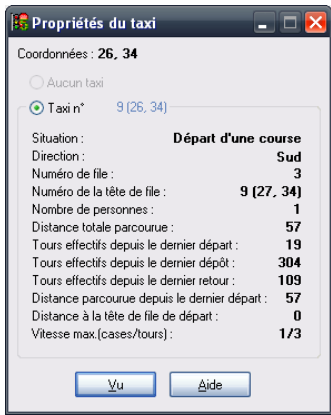 Propriétés du taxi
Coordonnées : 26, 34
Aucun taxi
Taxi n° 9 (26, 34)
Situation : Départ d'une course
Direction : Sud
Numéro de file : 3
Numéro de la tête de file : 9 (27, 34)
Nombre de personnes : 1
Distance totale parcourue : 57
Tours effectifs depuis le dernier départ : 19
Tours effectifs depuis le dernier dépôt : 304
Tours effectifs depuis le dernier retour : 109
Distance parcourue depuis le dernier départ : 57
Distance à la tête de file de départ : 0
Vitesse max.(cases/tours) : 1/3
Vu
Aide